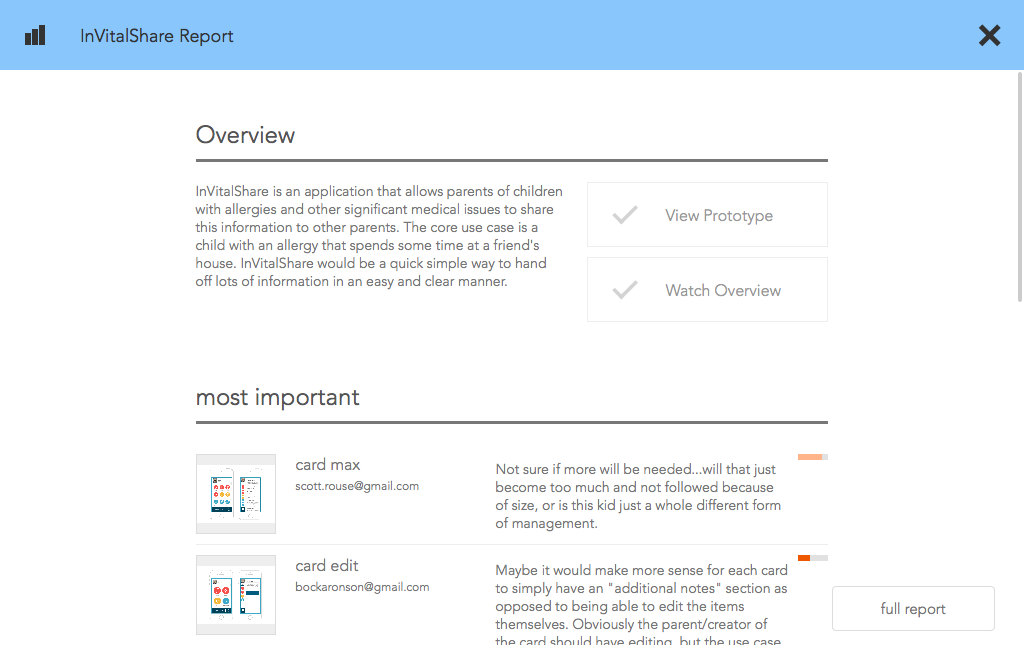 InVitalShare Report
Overview
InVitalShare is an application that allows parents of children
with allergies and other significant medical issues to share
this information to other parents. The core use case is a
child with an allergy that spends some time at a friend's
house. InVitalShare would be a quick simple way to hand
off lots of information in an easy and clear manner.
View Prototype
Watch Overview
most important
card max
scott.rouse@gmail.com
Not sure if more will be needed...will that just
become too much and not followed because
of size, or is this kid just a whole different form
of management.
card edit
bockaronson@gmail.com
Maybe it would make more sense for each card
to simply have an "additional notes" section as
opposed to being able to edit the items
themselves. Obviously the parent/creator of
the card should have editing, but the use case
full report